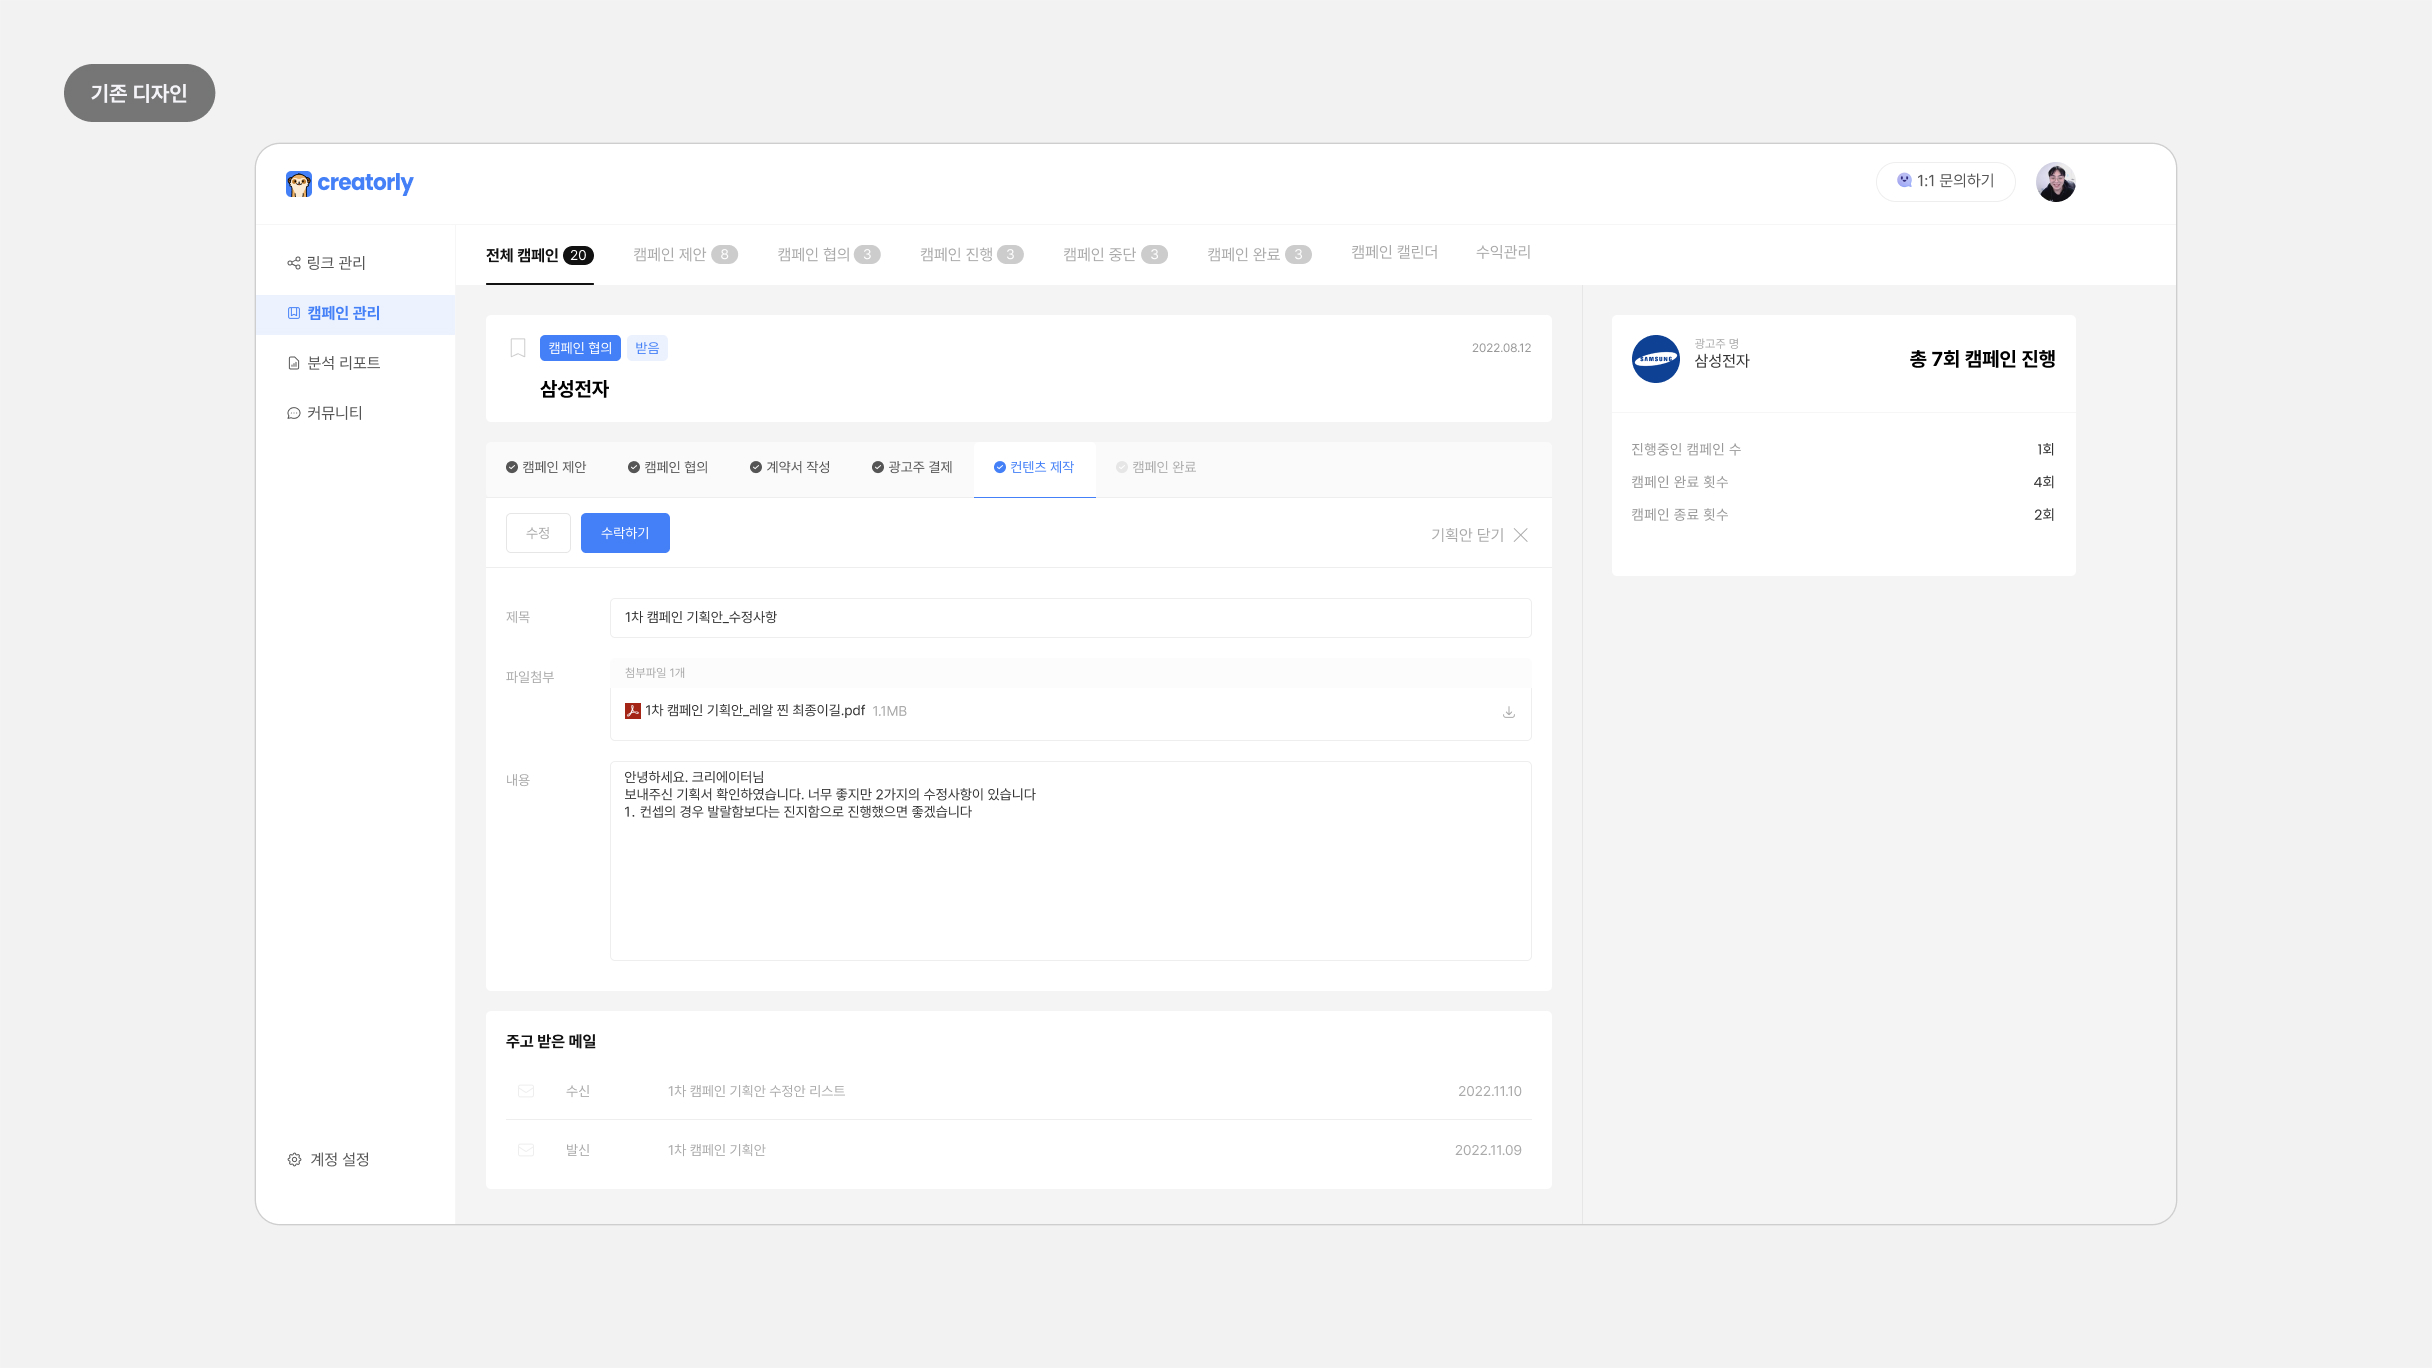 기존 디자인
creatorly
1:1 문의하기
링크 관리
캠페인 관리
분석 리포트
커뮤니티
계정 설정
전체 캠페인 20
캠페인 제안 8
캠페인 협의 3
캠페인 진행 3
캠페인 중단 3
캠페인 완료 3
캠페인 캘린더
수익관리
캠페인 협의 받음
2022.08.12
삼성전자
캠페인 제안
캠페인 협의
계약서 작성
광고주 결제
컨텐츠 제작
캠페인 완료
수정
수락하기
기획안 닫기
제목
1차 캠페인 기획안_수정사항
파일첨부
첨부파일 1개
1차 캠페인 기획안_레알 찐 최종이길.pdf 1.1MB
내용
안녕하세요. 크리에이터님
보내주신 기획서 확인하였습니다. 너무 좋지만 2가지의 수정사항이 있습니다
1. 컨셉의 경우 발랄함보다는 진지함으로 진행했으면 좋겠습니다
주고 받은 메일
수신 1차 캠페인 기획안 수정안 리스트 2022.11.10
발신 1차 캠페인 기획안 2022.11.09
SAMSUNG
광고주 명
삼성전자
총 7회 캠페인 진행
진행중인 캠페인 수 1회
캠페인 완료 횟수 4회
캠페인 종료 횟수 2회